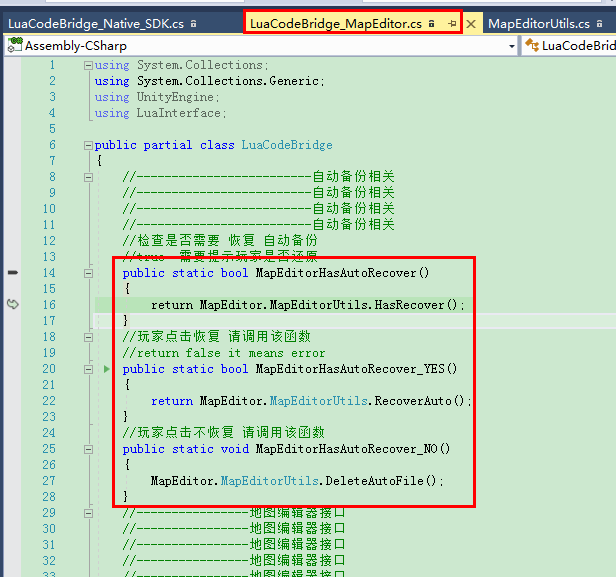 LuaCodeBridge_Native_SDK.cs
LuaCodeBridge_MapEditor.cs
MapEditorUtils.cs
Assembly-CSharp
LuaCodeBrid
1 using System.Collections;
2 using System.Collections.Generic;
3 using UnityEngine;
4 using LuaInterface;
5
6 public partial class LuaCodeBridge
7 {
8 //-------------------------自动备份相关
9 //-------------------------自动备份相关
10 //-------------------------自动备份相关
11 //-------------------------自动备份相关
12 //检查是否需要 恢复 自动备份
13 //true 需要提示玩家是否还原
14 public static bool MapEditorHasAutoRecover()
15 {
16 return MapEditor.MapEditorUtils.HasRecover();
17 }
18 //玩家点击恢复 请调用该函数
19 //return false it means error
20 public static bool MapEditorHasAutoRecover_YES()
21 {
22 return MapEditor.MapEditorUtils.RecoverAuto();
23 }
24 //玩家点击不恢复 请调用该函数
25 public static void MapEditorHasAutoRecover_NO()
26 {
27 MapEditor.MapEditorUtils.DeleteAutoFile();
28 }
29 //----------------地图编辑器接口
30 //----------------地图编辑器接口
31 //----------------地图编辑器接口
32 //----------------地图编辑器接口
33 //----------------地图编辑器接口